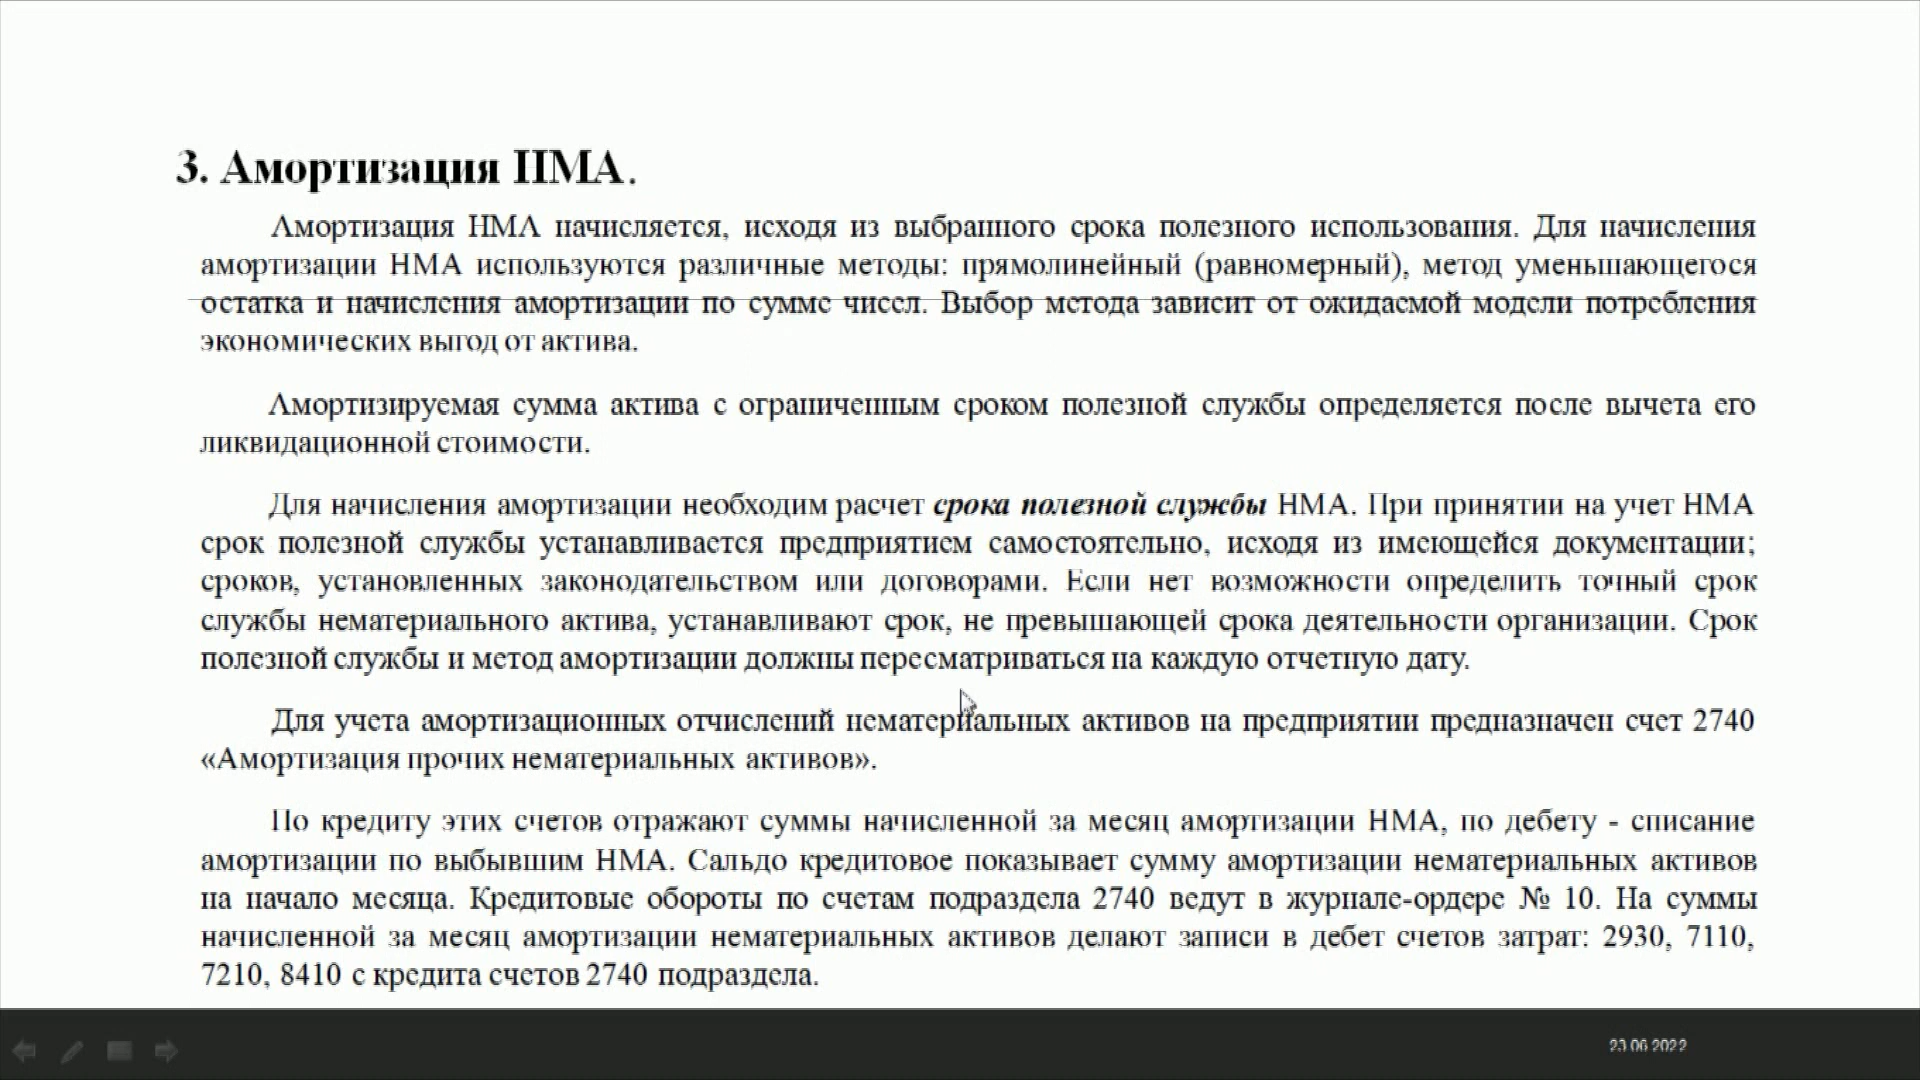 3. Амортизация НМА.
Амортизация НМА начисляется, исходя из выбранного срока полезного использования. Для начисления
амортизации НМА используются различные методы: прямолинейный (равномерный), метод уменьшающегося
остатка и начисления амортизации по сумме чисел. Выбор метода зависит от ожидаемой модели потребления
экономических выгод от актива.
Амортизируемая сумма актива с ограниченным сроком полезной службы определяется после вычета его
ликвидационной стоимости.
Для начисления амортизации необходим расчет срока полезной службы НМА. При принятии на учет НМА
срок полезной службы устанавливается предприятием самостоятельно, исходя из имеющейся документации;
сроков, установленных законодательством или договорами. Если нет возможности определить точный срок
службы нематериального актива, устанавливают срок, не превышающей срока деятельности организации. Срок
полезной службы и метод амортизации должны пересматриваться на каждую отчетную дату.
Для учета амортизационных отчислений нематериальных активов на предприятии предназначен счет 2740
«Амортизация прочих нематериальных активов».
По кредиту этих счетов отражают суммы начисленной за месяц амортизации НМА, по дебету - списание
амортизации по выбывшим НМА. Сальдо кредитовое показывает сумму амортизации нематериальных активов
на начало месяца. Кредитовые обороты по счетам подраздела 2740 ведут в журнале-ордере № 10. На суммы
начисленной за месяц амортизации нематериальных активов делают записи в дебет счетов затрат: 2930, 7110,
7210, 8410 с кредита счетов 2740 подраздела.
23.06.2022